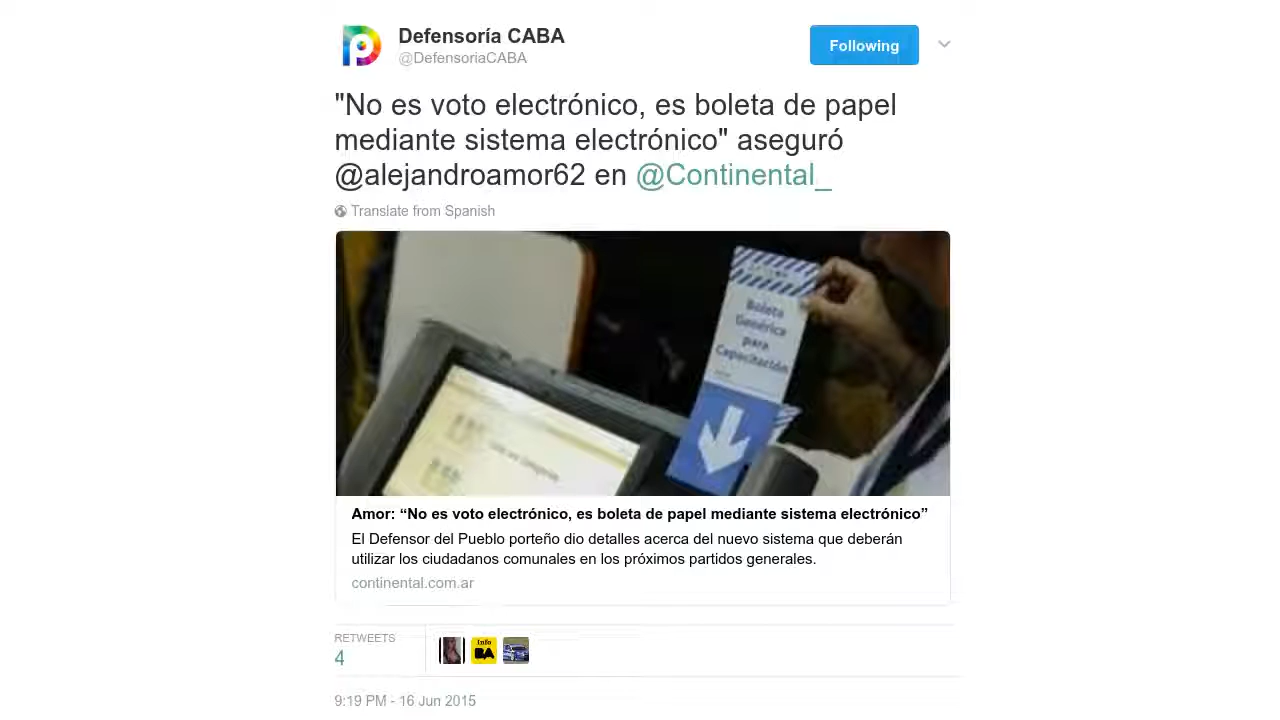 Defensoría CABA
@DefensoriaCABA
Following
"No es voto electrónico, es boleta de papel
mediante sistema electrónico" aseguró
@alejandroamor62 en @Continental_
Translate from Spanish
Boleta
Genérica
para
Capacitación
Amor: “No es voto electrónico, es boleta de papel mediante sistema electrónico”
El Defensor del Pueblo porteño dio detalles acerca del nuevo sistema que deberán
utilizar los ciudadanos comunales en los próximos partidos generales.
continental.com.ar
RETWEETS
4
Info
BA
9:19 PM - 16 Jun 2015